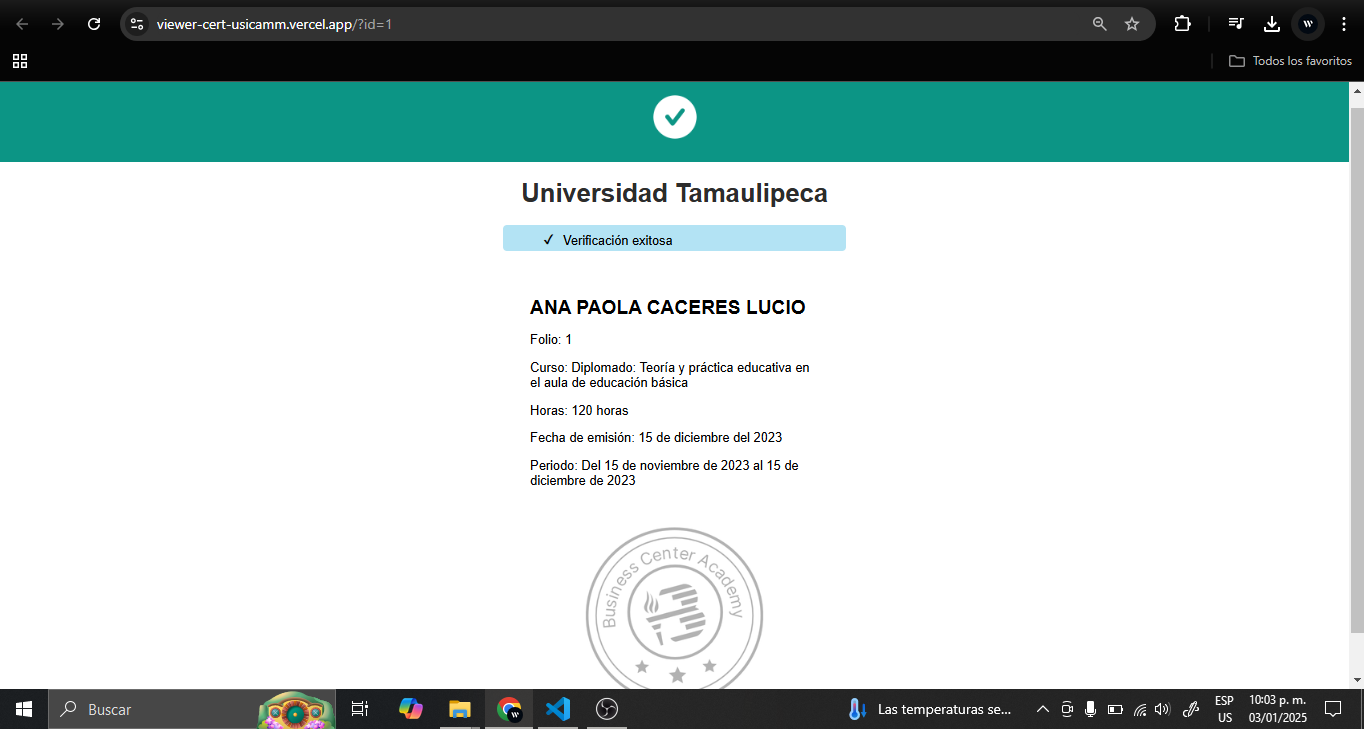 viewer-cert-usicamm.vercel.app/?id=1
Todos los favoritos
Universidad Tamaulipeca
✓ Verificación exitosa
ANA PAOLA CACERES LUCIO
Folio: 1
Curso: Diplomado: Teoría y práctica educativa en
el aula de educación básica
Horas: 120 horas
Fecha de emisión: 15 de diciembre del 2023
Periodo: Del 15 de noviembre de 2023 al 15 de
diciembre de 2023
Business Center Academy
Buscar
Las temperaturas se...
ESP
US
10:03 p. m.
03/01/2025